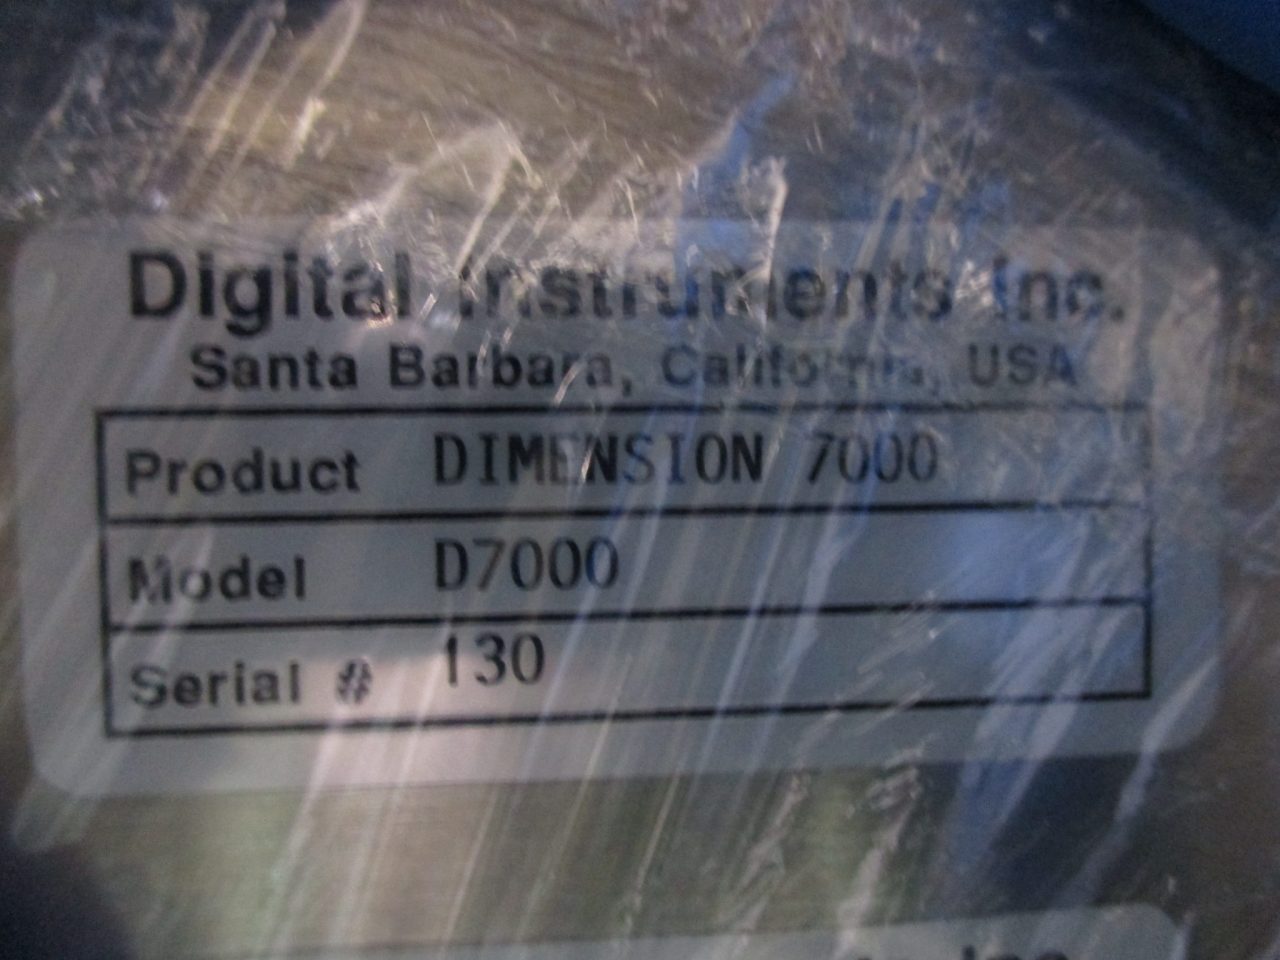 Digital Instruments Inc.
Santa Barbara, California, USA
Product DIMENSION 7000
Model D7000
Serial # 130